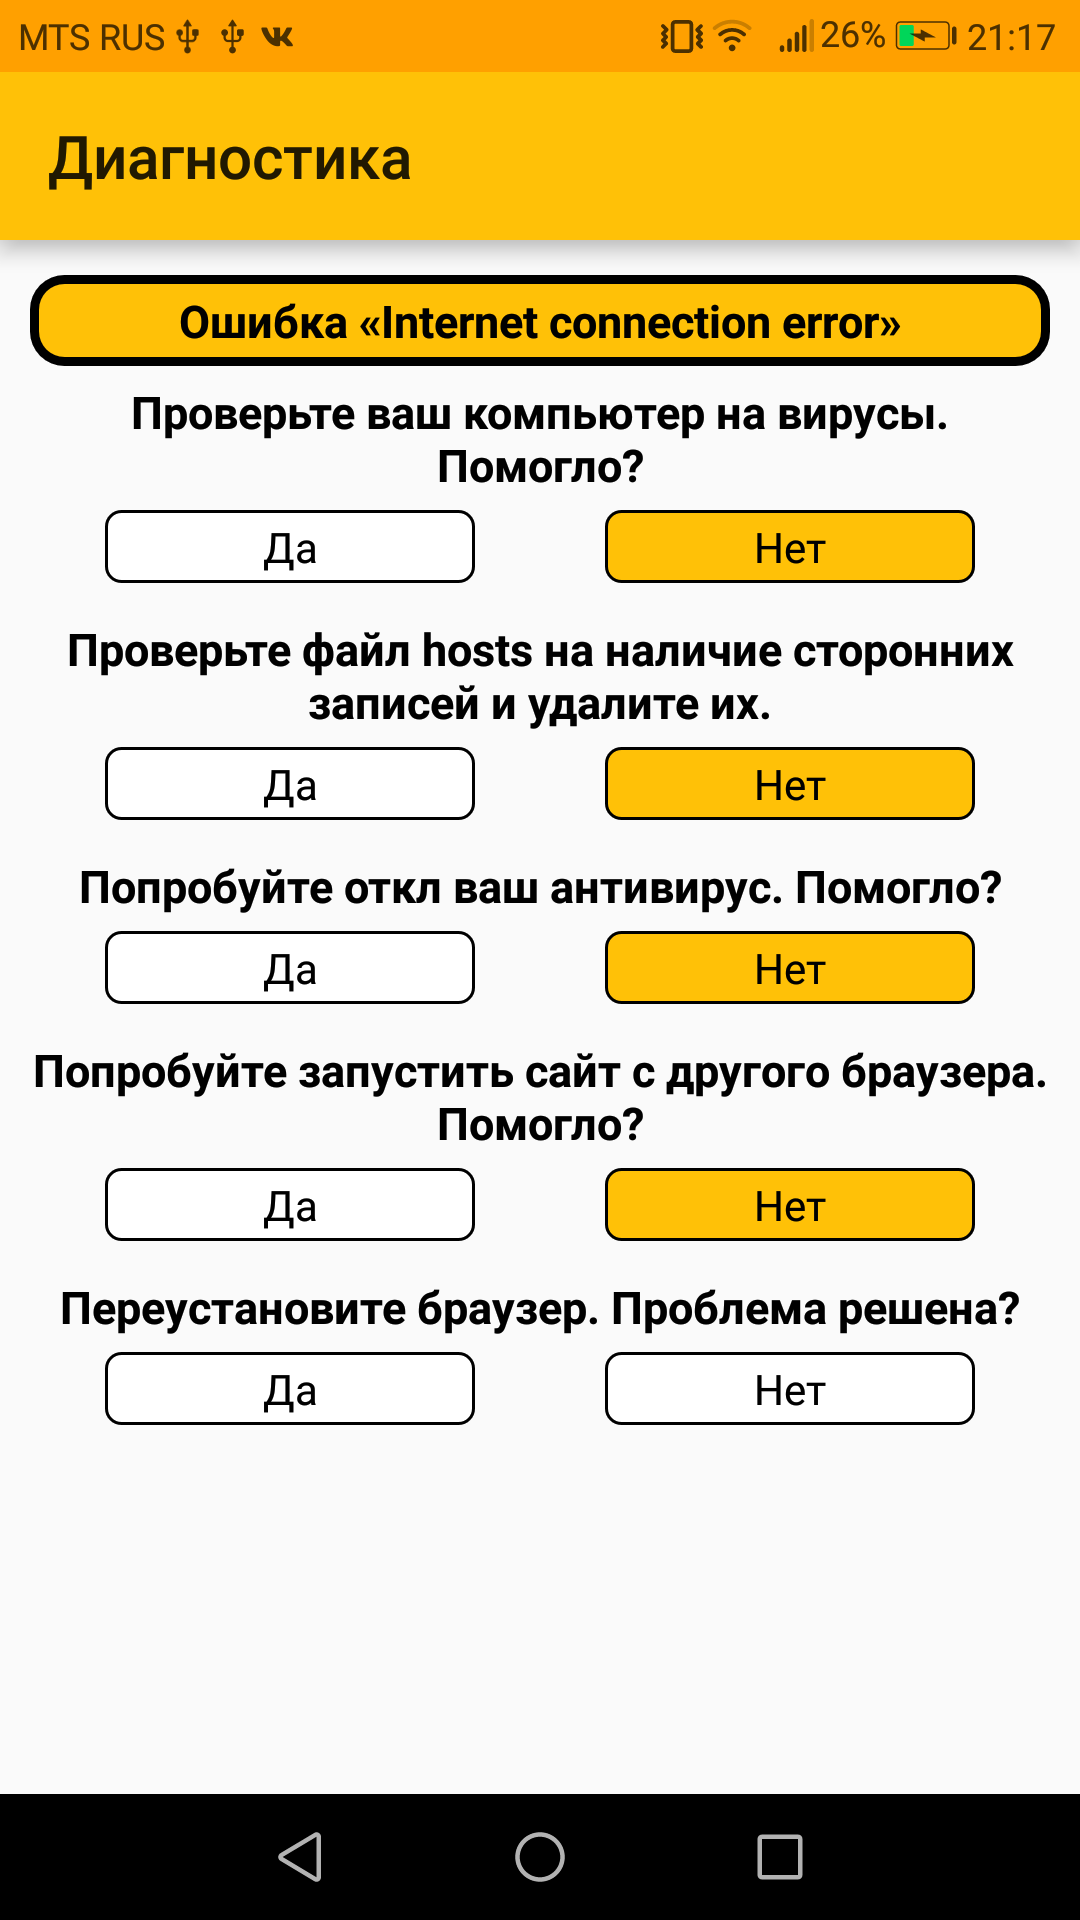 MTS RUS 26% 21:17
Диагностика
Ошибка «Internet connection error»
Проверьте ваш компьютер на вирусы.
Помогло?
Да Нет
Проверьте файл hosts на наличие сторонних
записей и удалите их.
Да Нет
Попробуйте откл ваш антивирус. Помогло?
Да Нет
Попробуйте запустить сайт с другого браузера.
Помогло?
Да Нет
Переустановите браузер. Проблема решена?
Да Нет